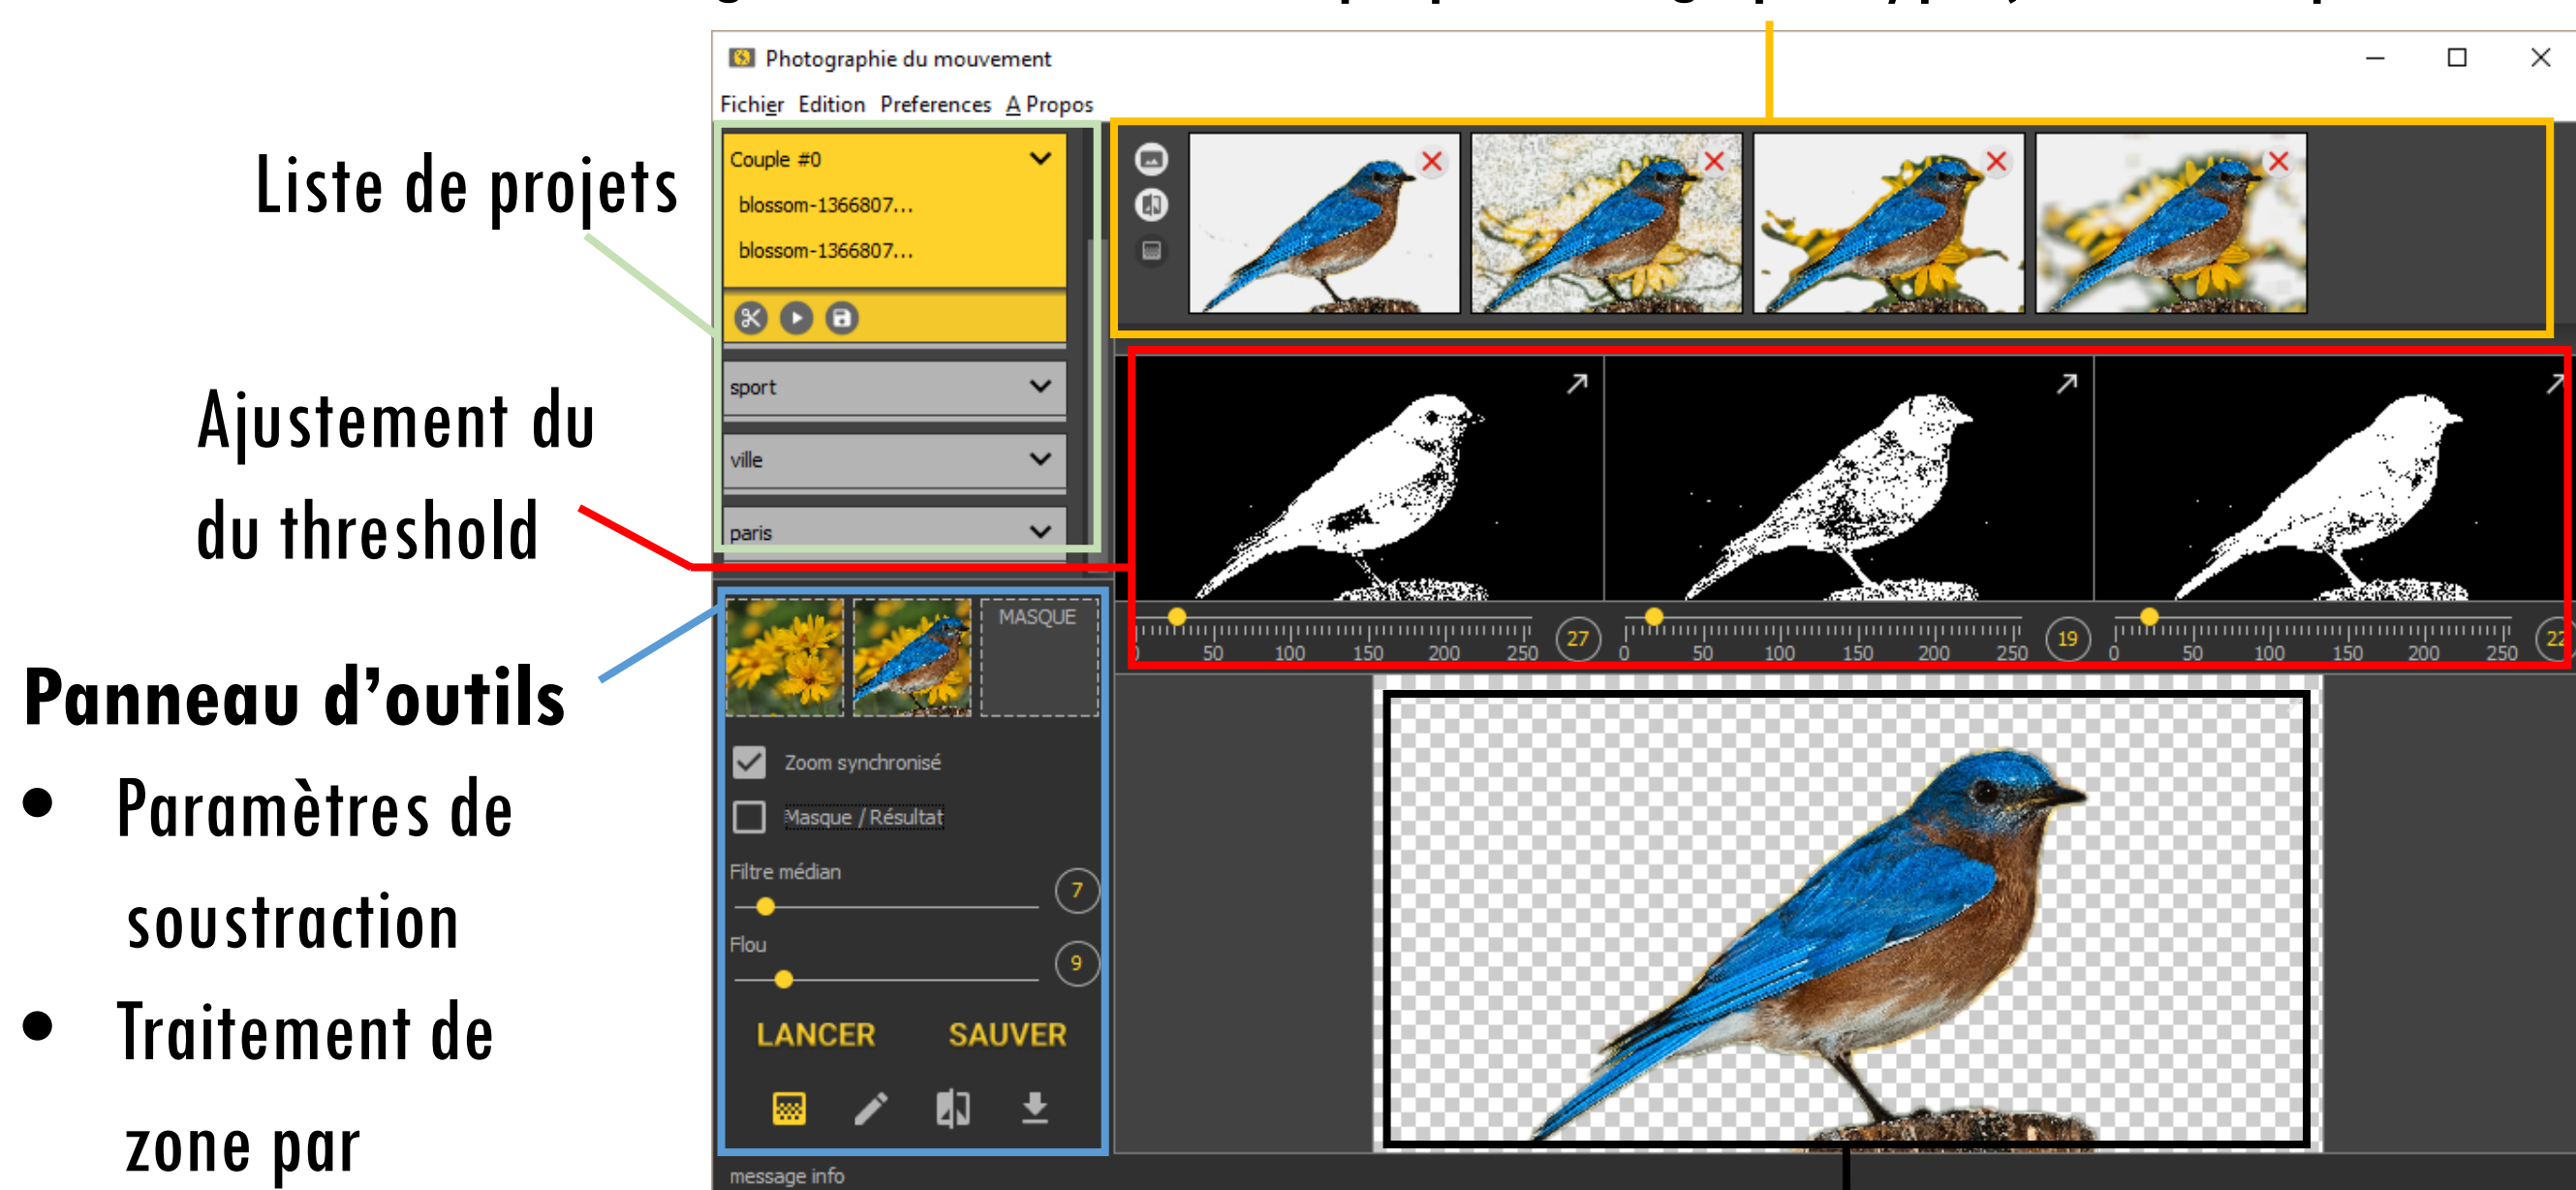 Photographie du mouvement
Fichier Edition Preferences A Propos
Liste de projets
Couple #0
blossom-1366807...
blossom-1366807...
sport
ville
paris
Ajustement du
du threshold
50 100 150 200 250 27
0 50 100 150 200 250 19
0 50 100 150 200 250 22
Panneau d'outils
• Paramètres de
soustraction
• Traitement de
zone par
MASQUE
Zoom synchronisé
Masque / Résultat
Filtre médian
7
Flou
9
LANCER SAUVER
message info